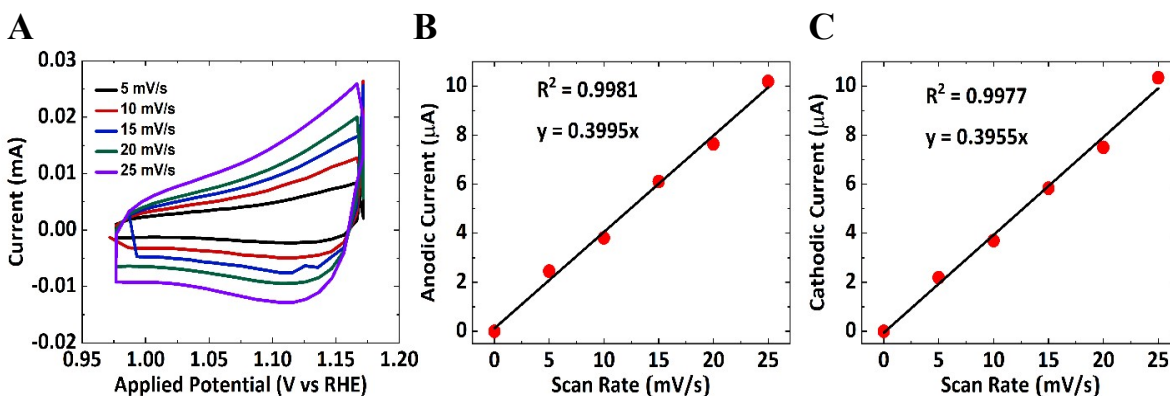 A
0.03
0.02
0.01
0.00
-0.01
-0.02
0.95
1.00
1.05
1.10
1.15
1.20
Current (mA)
Applied Potential (V vs RHE)
5 mV/s
10 mV/s
15 mV/s
20 mV/s
25 mV/s
B
10
8
6
4
2
0
0
5
10
15
20
25
Anodic Current (μA)
Scan Rate (mV/s)
R² = 0.9981
y = 0.3995x
C
10
8
6
4
2
0
0
5
10
15
20
25
Cathodic Current (μA)
Scan Rate (mV/s)
R² = 0.9977
y = 0.3955x